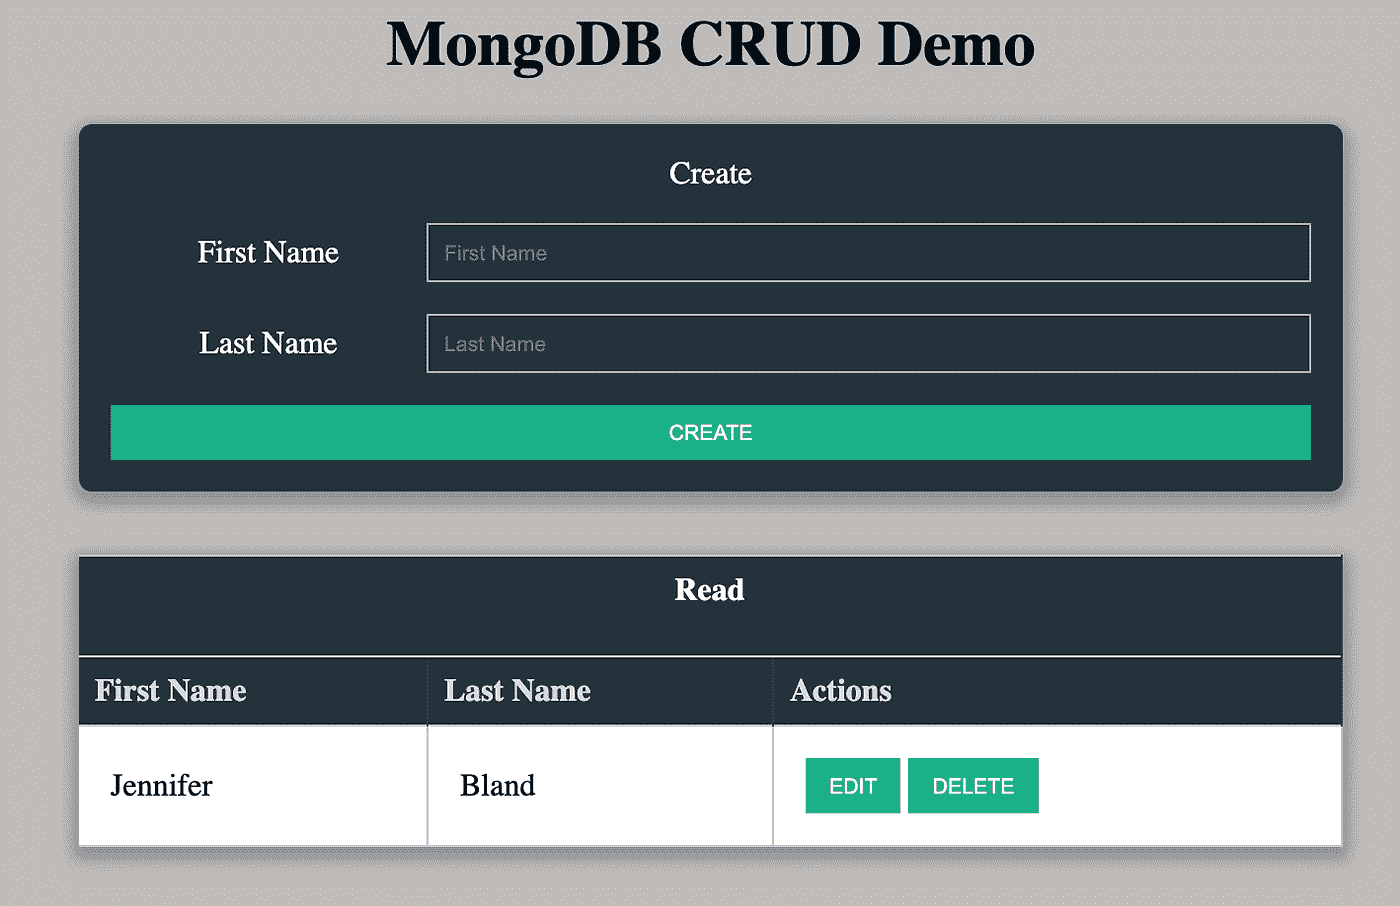 MongoDB CRUD Demo
Create
First Name First Name
Last Name Last Name
CREATE
Read
First Name Last Name Actions
Jennifer Bland EDIT DELETE